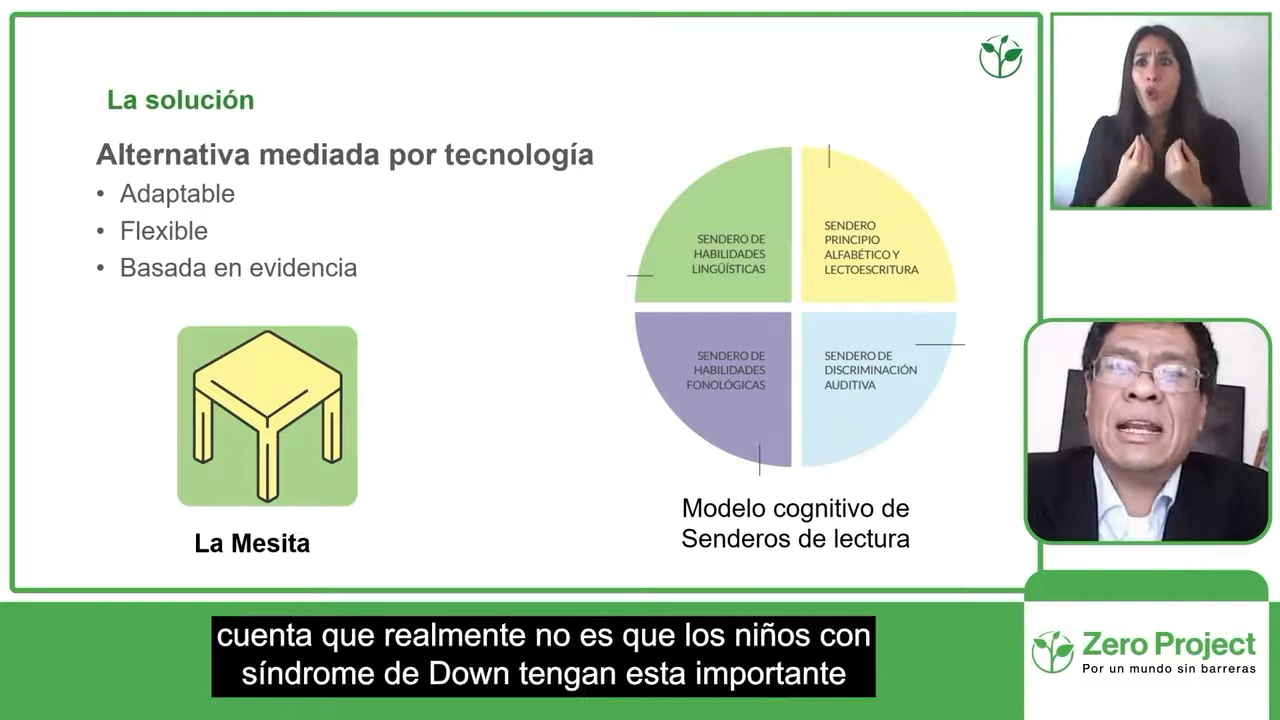 La solución
Alternativa mediada por tecnología
• Adaptable
• Flexible
• Basada en evidencia
La Mesita
SENDERO DE
HABILIDADES
LINGÜÍSTICAS
SENDERO
PRINCIPIO
ALFABÉTICO Y
LECTOESCRITURA
SENDERO DE
HABILIDADES
FONOLÓGICAS
SENDERO DE
DISCRIMINACIÓN
AUDITIVA
Modelo cognitivo de
Senderos de lectura
cuenta que realmente no es que los niños con
síndrome de Down tengan esta importante
Zero Project
Por un mundo sin barreras